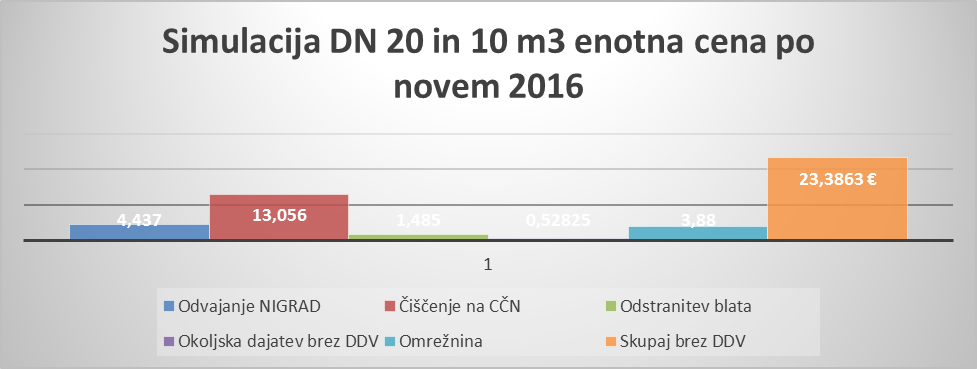 Simulacija DN 20 in 10 m3 enotna cena po
novem 2016
4,437
13,056
1,485
0,52825
3,88
23,3863 €
1
Odvajanje NIGRAD
Čiščenje na CČN
Odstranitev blata
Okoljska dajatev brez DDV
Omrežnina
Skupaj brez DDV